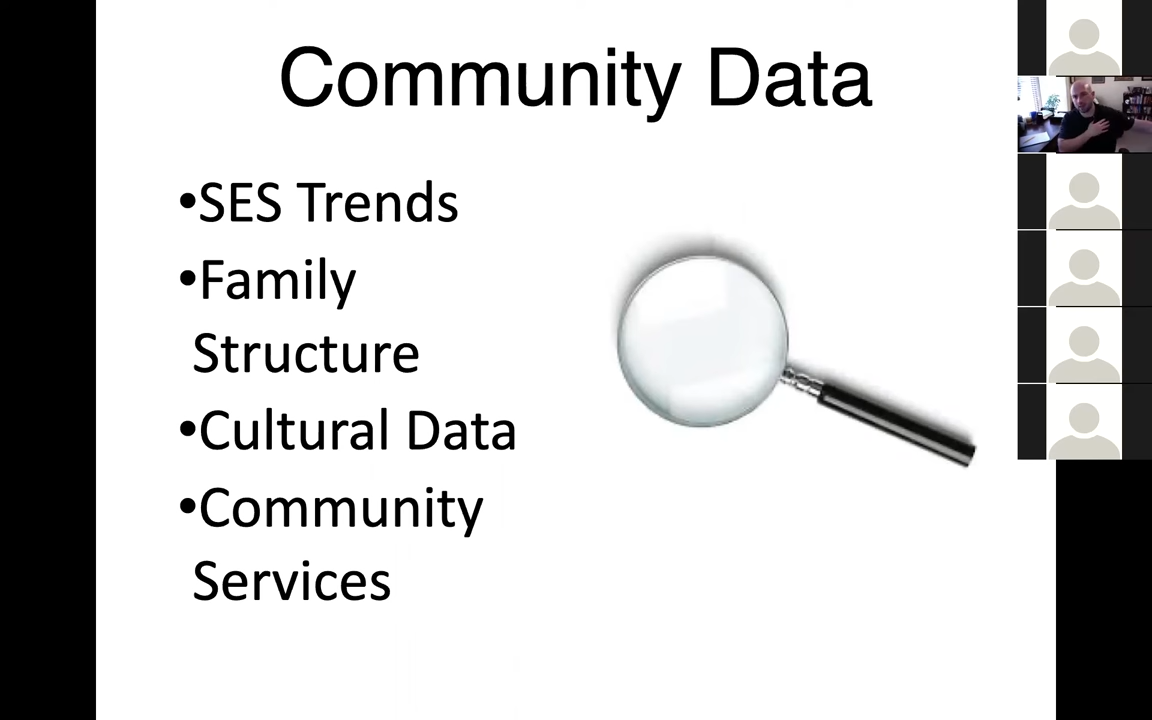 Community Data
•SES Trends
•Family
Structure
•Cultural Data
•Community
Services